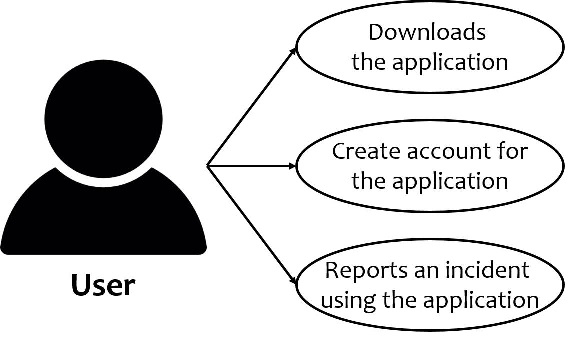 Downloads
the application
Create account for
the application
Reports an incident
using the application
User